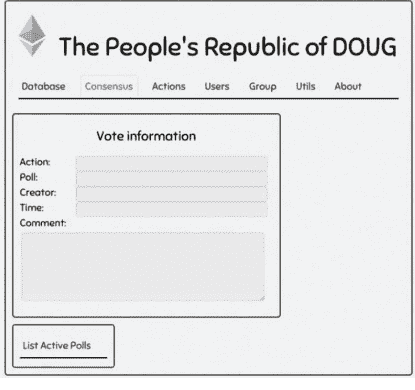 The People's Republic of DOUG
Database Consensus Actions Users Group Utils About
Vote information
Action:
Poll:
Creator:
Time:
Comment:
List Active Polls